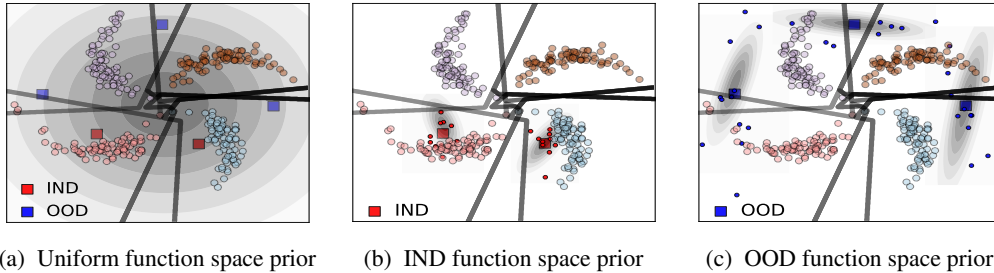 IND
OOD
IND
OOD
(a) Uniform function space prior
(b) IND function space prior
(c) OOD function space prior